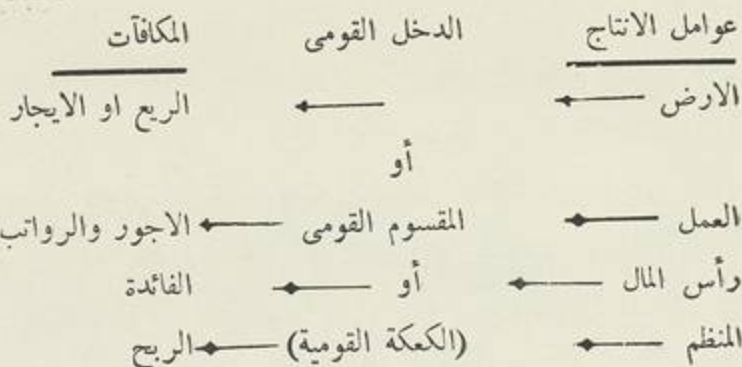 عوامل الانتاج الدخل القومى المكافآت
الارض الريع او الايجار
أو
العمل المقسوم القومى الاجور والرواتب
رأس المال أو الفائدة
المنظم (الكعكة القومية) الربح